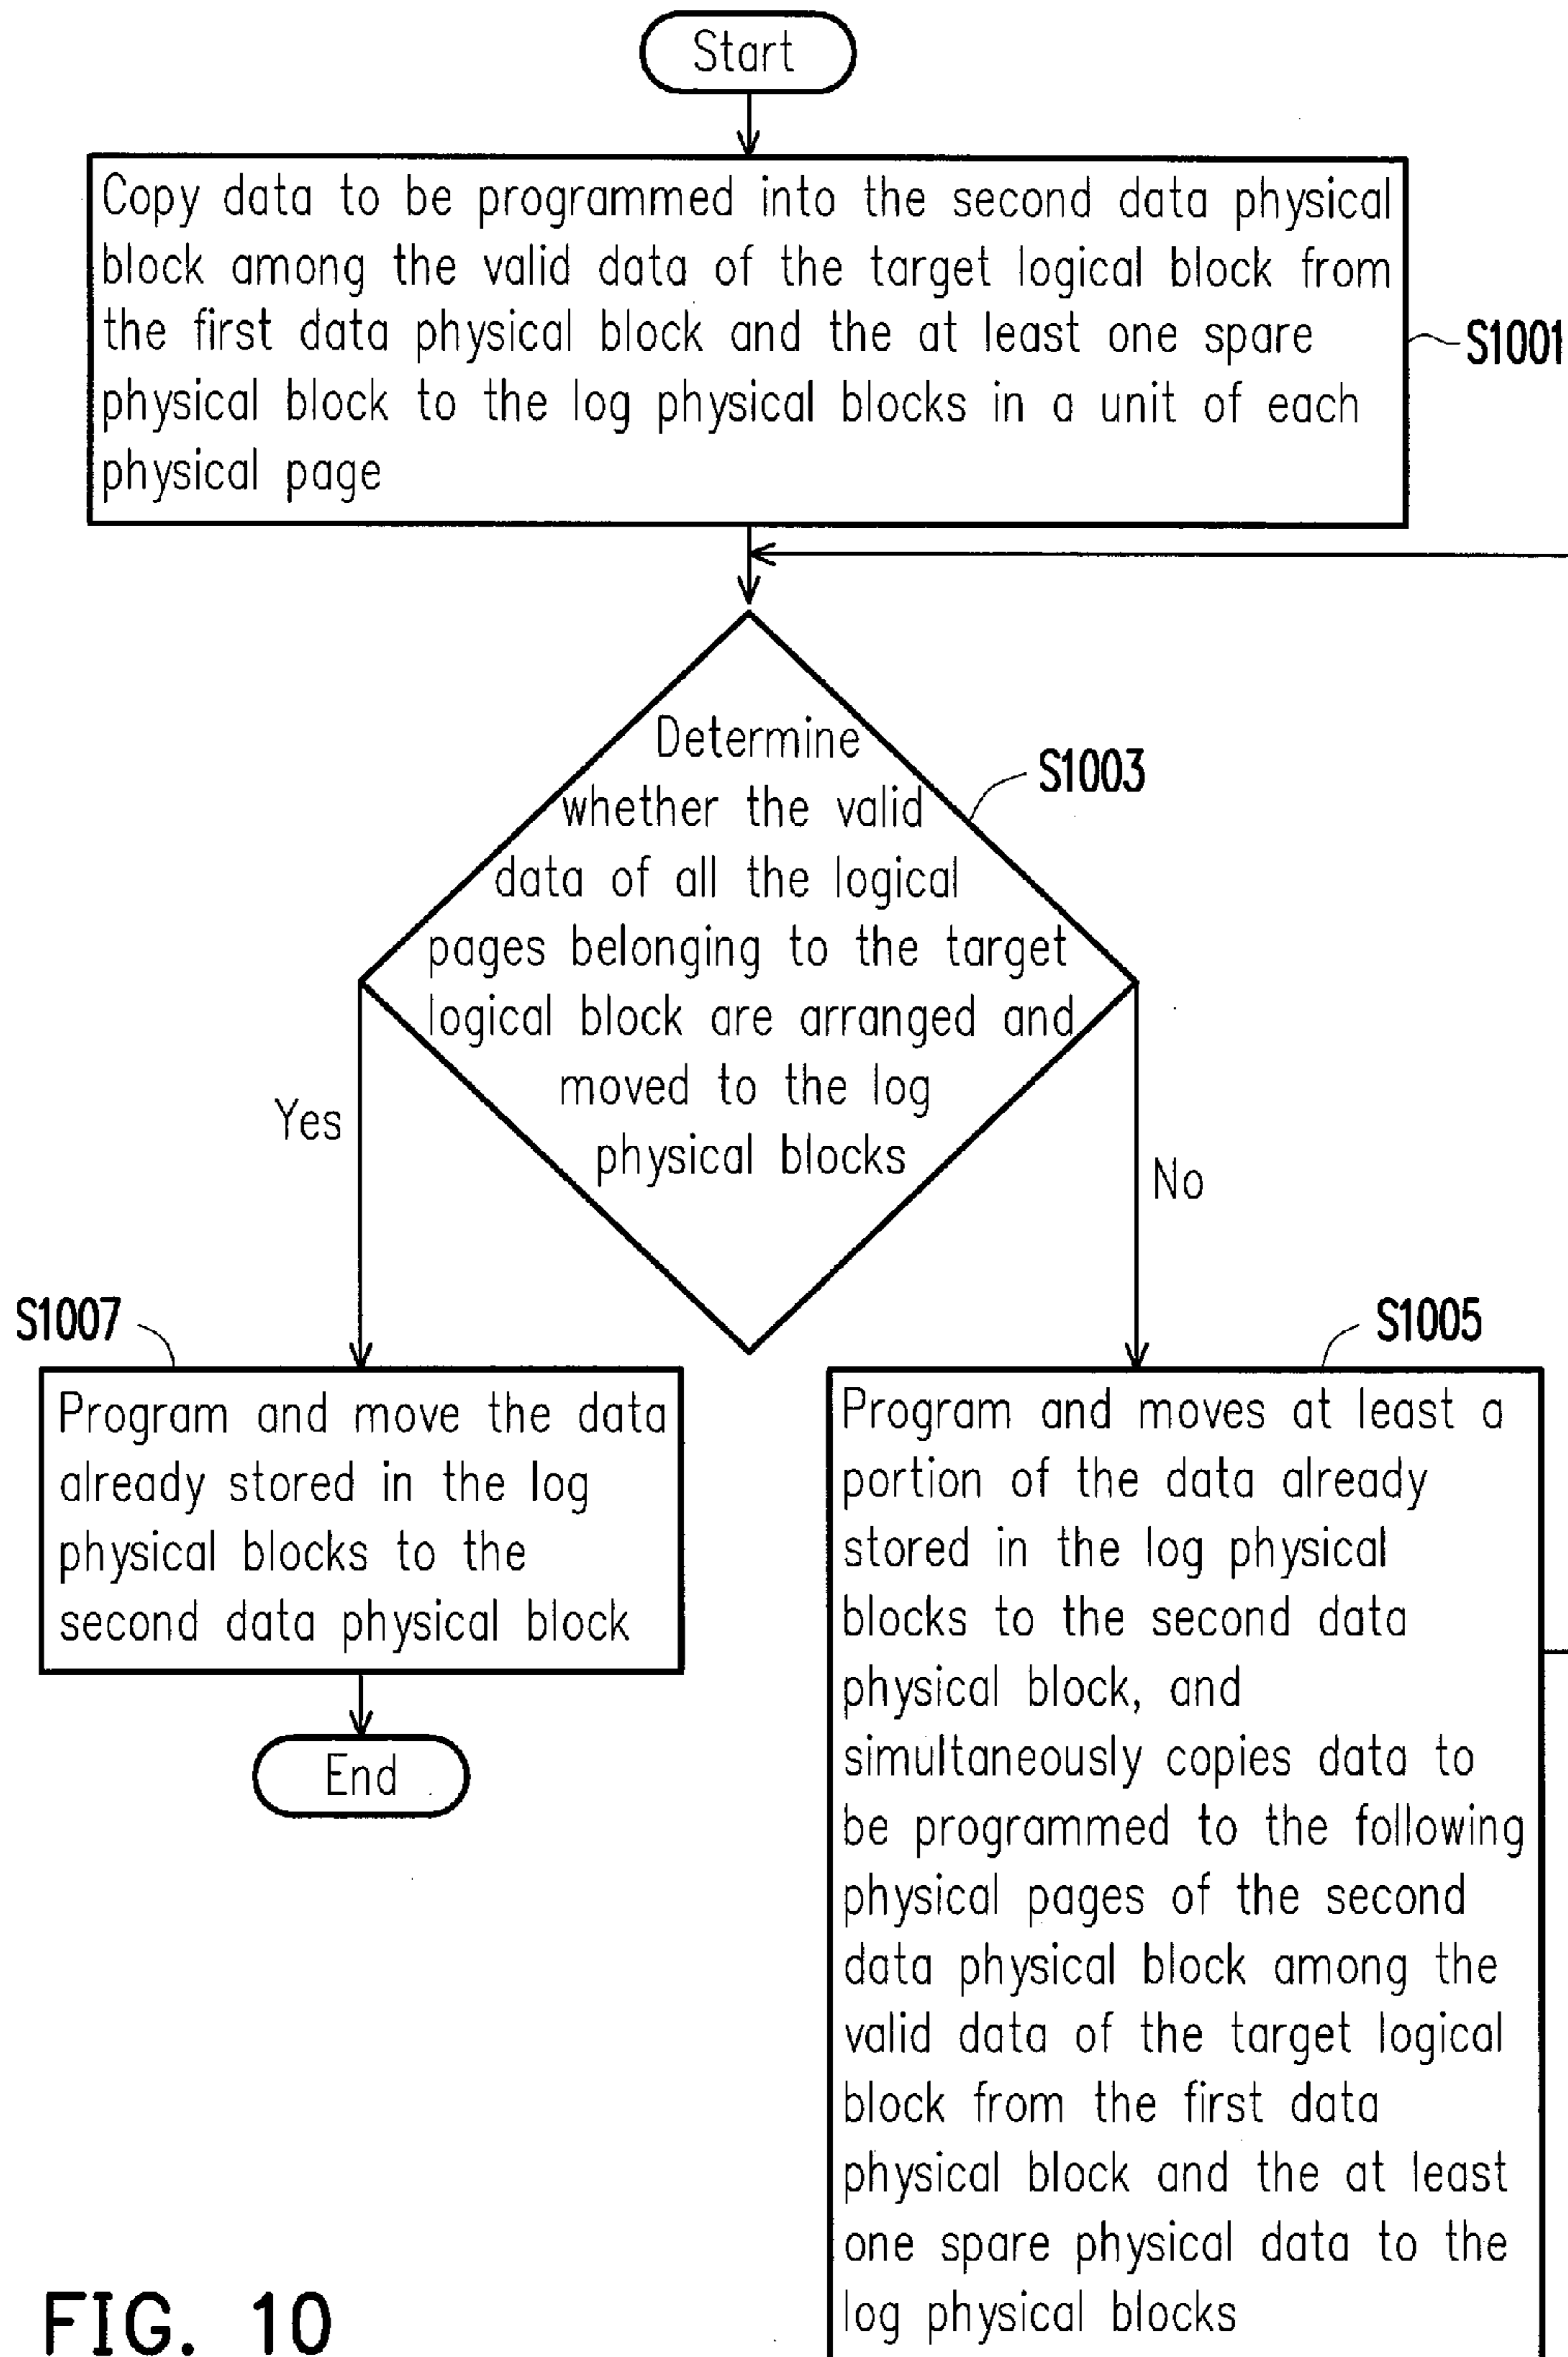 Start
Copy data to be programmed into the second data physical
block among the valid data of the target logical block from
the first data physical block and the at least one spare
physical block to the log physical blocks in a unit of each
physical page
S1001
Determine
whether the valid
data of all the logical
pages belonging to the target
logical block are arranged and
moved to the log
physical blocks
S1003
Yes
No
S1007
Program and move the data
already stored in the log
physical blocks to the
second data physical block
End
S1005
Program and moves at least a
portion of the data already
stored in the log physical
blocks to the second data
physical block, and
simultaneously copies data to
be programmed to the following
physical pages of the second
data physical block among the
valid data of the target logical
block from the first data
physical block and the at least
one spare physical data to the
log physical blocks
FIG. 10